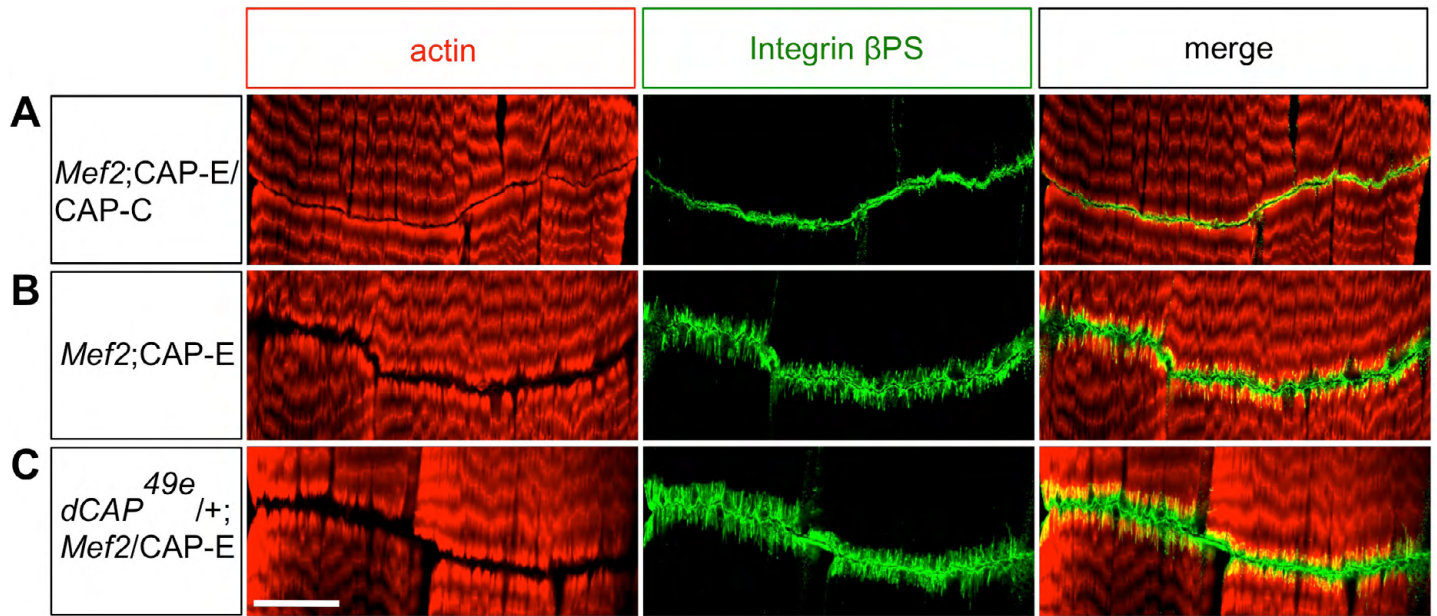 actin
Integrin βPS
merge
A
Mef2;CAP-E/
CAP-C
B
Mef2;CAP-E
C
dCAP49e/+;
Mef2/CAP-E